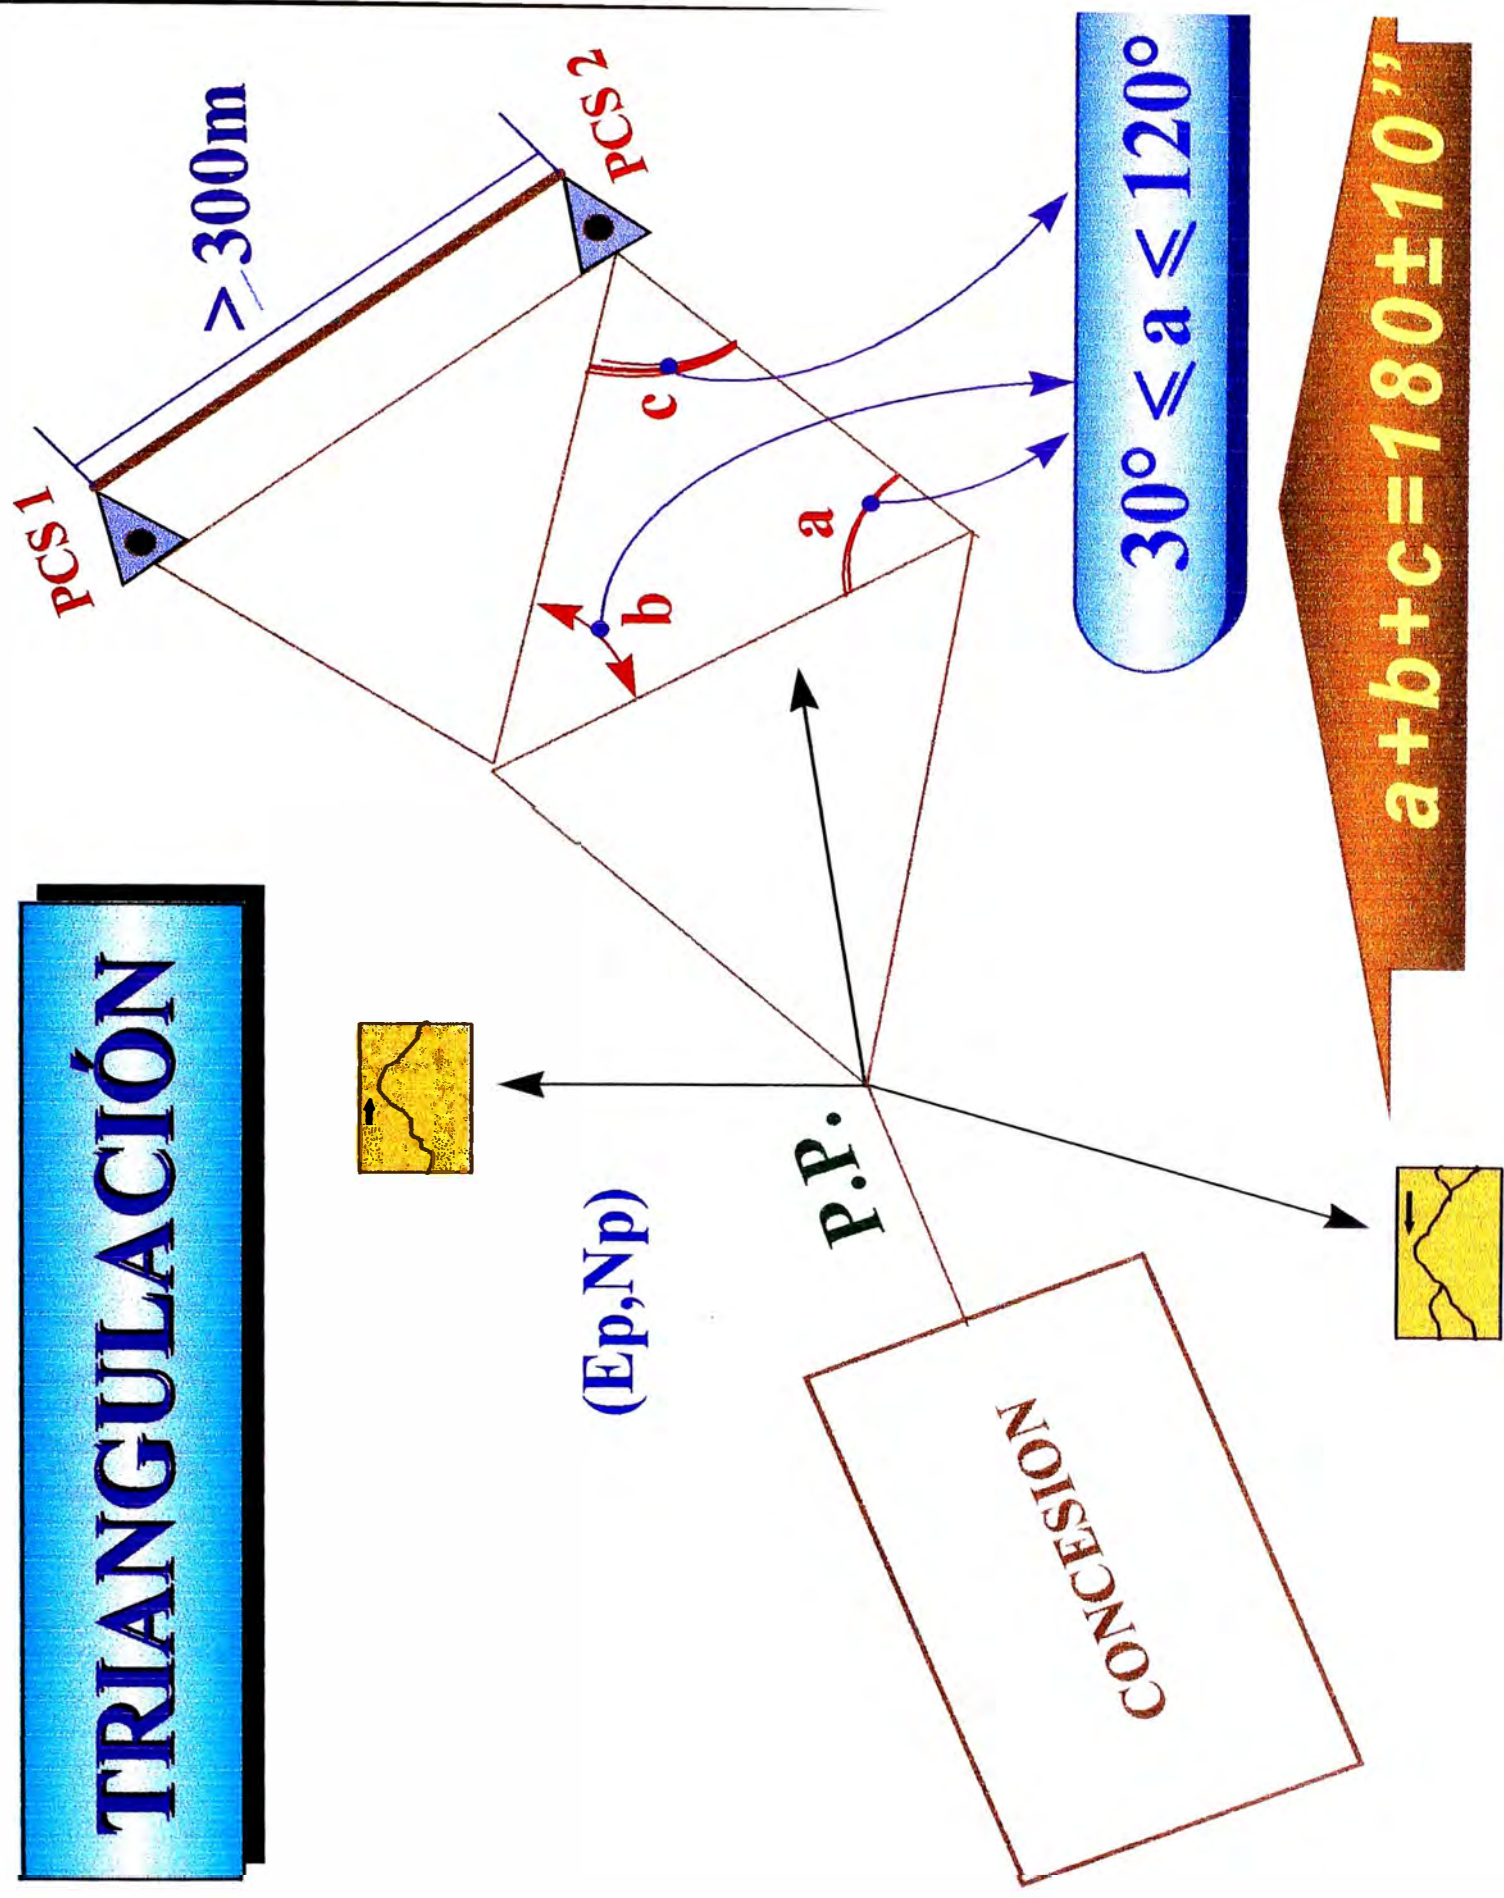 TRIANGULACIÓN
PCS 1
≥ 300m
PCS 2
c
b
a
(Ep,Np)
P.P.
CONCESION
30° ⩽ a ⩽ 120°
a+b+c=180±10”